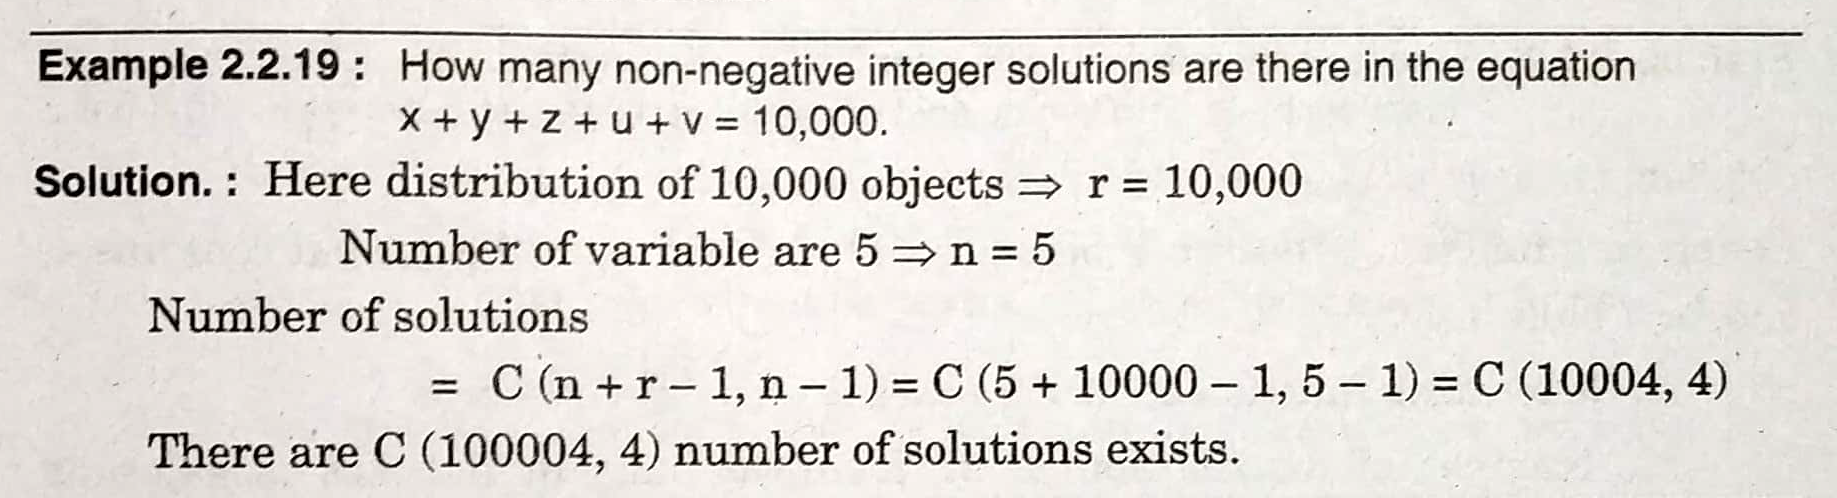 Example 2.2.19 : How many non-negative integer solutions are there in the equation
x + y + z + u + v = 10,000.
Solution. : Here distribution of 10,000 objects ⇒ r = 10,000
Number of variable are 5 ⇒ n = 5
Number of solutions
= C (n + r – 1, n – 1) = C (5 + 10000 – 1, 5 – 1) = C (10004, 4)
There are C (100004, 4) number of solutions exists.